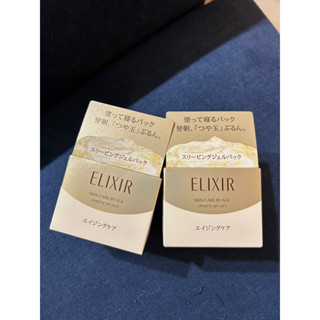 塗って寝るパック
翌朝、「つや玉」ぷるん。
スリーピングジェルパック
ELIXIR
SKIN CARE BY AGE
sleeping gel pack
エイジングケア
塗って寝るパック
翌朝、「つや玉」ぷるん。
スリーピングジェルパック
ELIXIR
SKIN CARE BY AGE
sleeping gel pack
エイジングケア